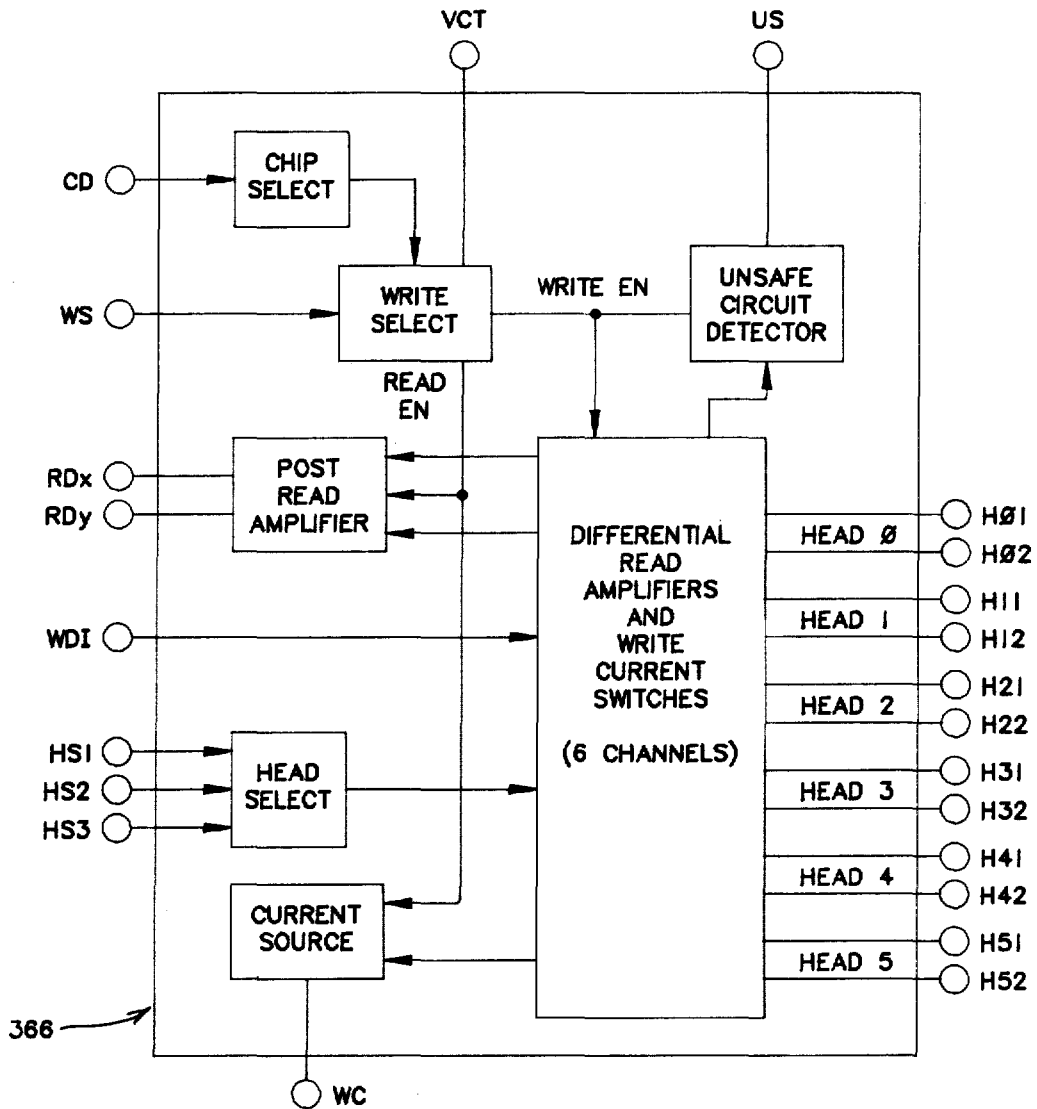 VCT
US
CD
CHIP
SELECT
WS
WRITE
SELECT
WRITE EN
UNSAFE
CIRCUIT
DETECTOR
READ
EN
RDx
RDy
POST
READ
AMPLIFIER
DIFFERENTIAL
READ
AMPLIFIERS
AND
WRITE
CURRENT
SWITCHES
(6 CHANNELS)
HEAD Ø
HØ1
HØ2
HEAD 1
H11
H12
HEAD 2
H21
H22
HEAD 3
H31
H32
HEAD 4
H41
H42
HEAD 5
H51
H52
WDI
HS1
HS2
HS3
HEAD
SELECT
CURRENT
SOURCE
366
WC